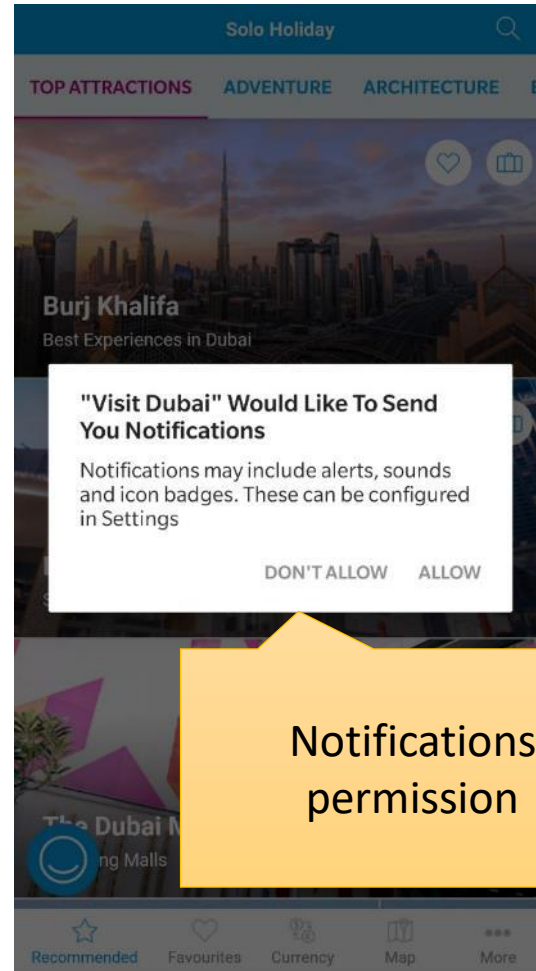 Solo Holiday
TOP ATTRACTIONS ADVENTURE ARCHITECTURE
Burj Khalifa
Best Experiences in Dubai
"Visit Dubai" Would Like To Send
You Notifications
Notifications may include alerts, sounds
and icon badges. These can be configured
in Settings
DON'T ALLOW ALLOW
Notifications
permission
The Dubai
Malls
Recommended Favourites Currency Map More